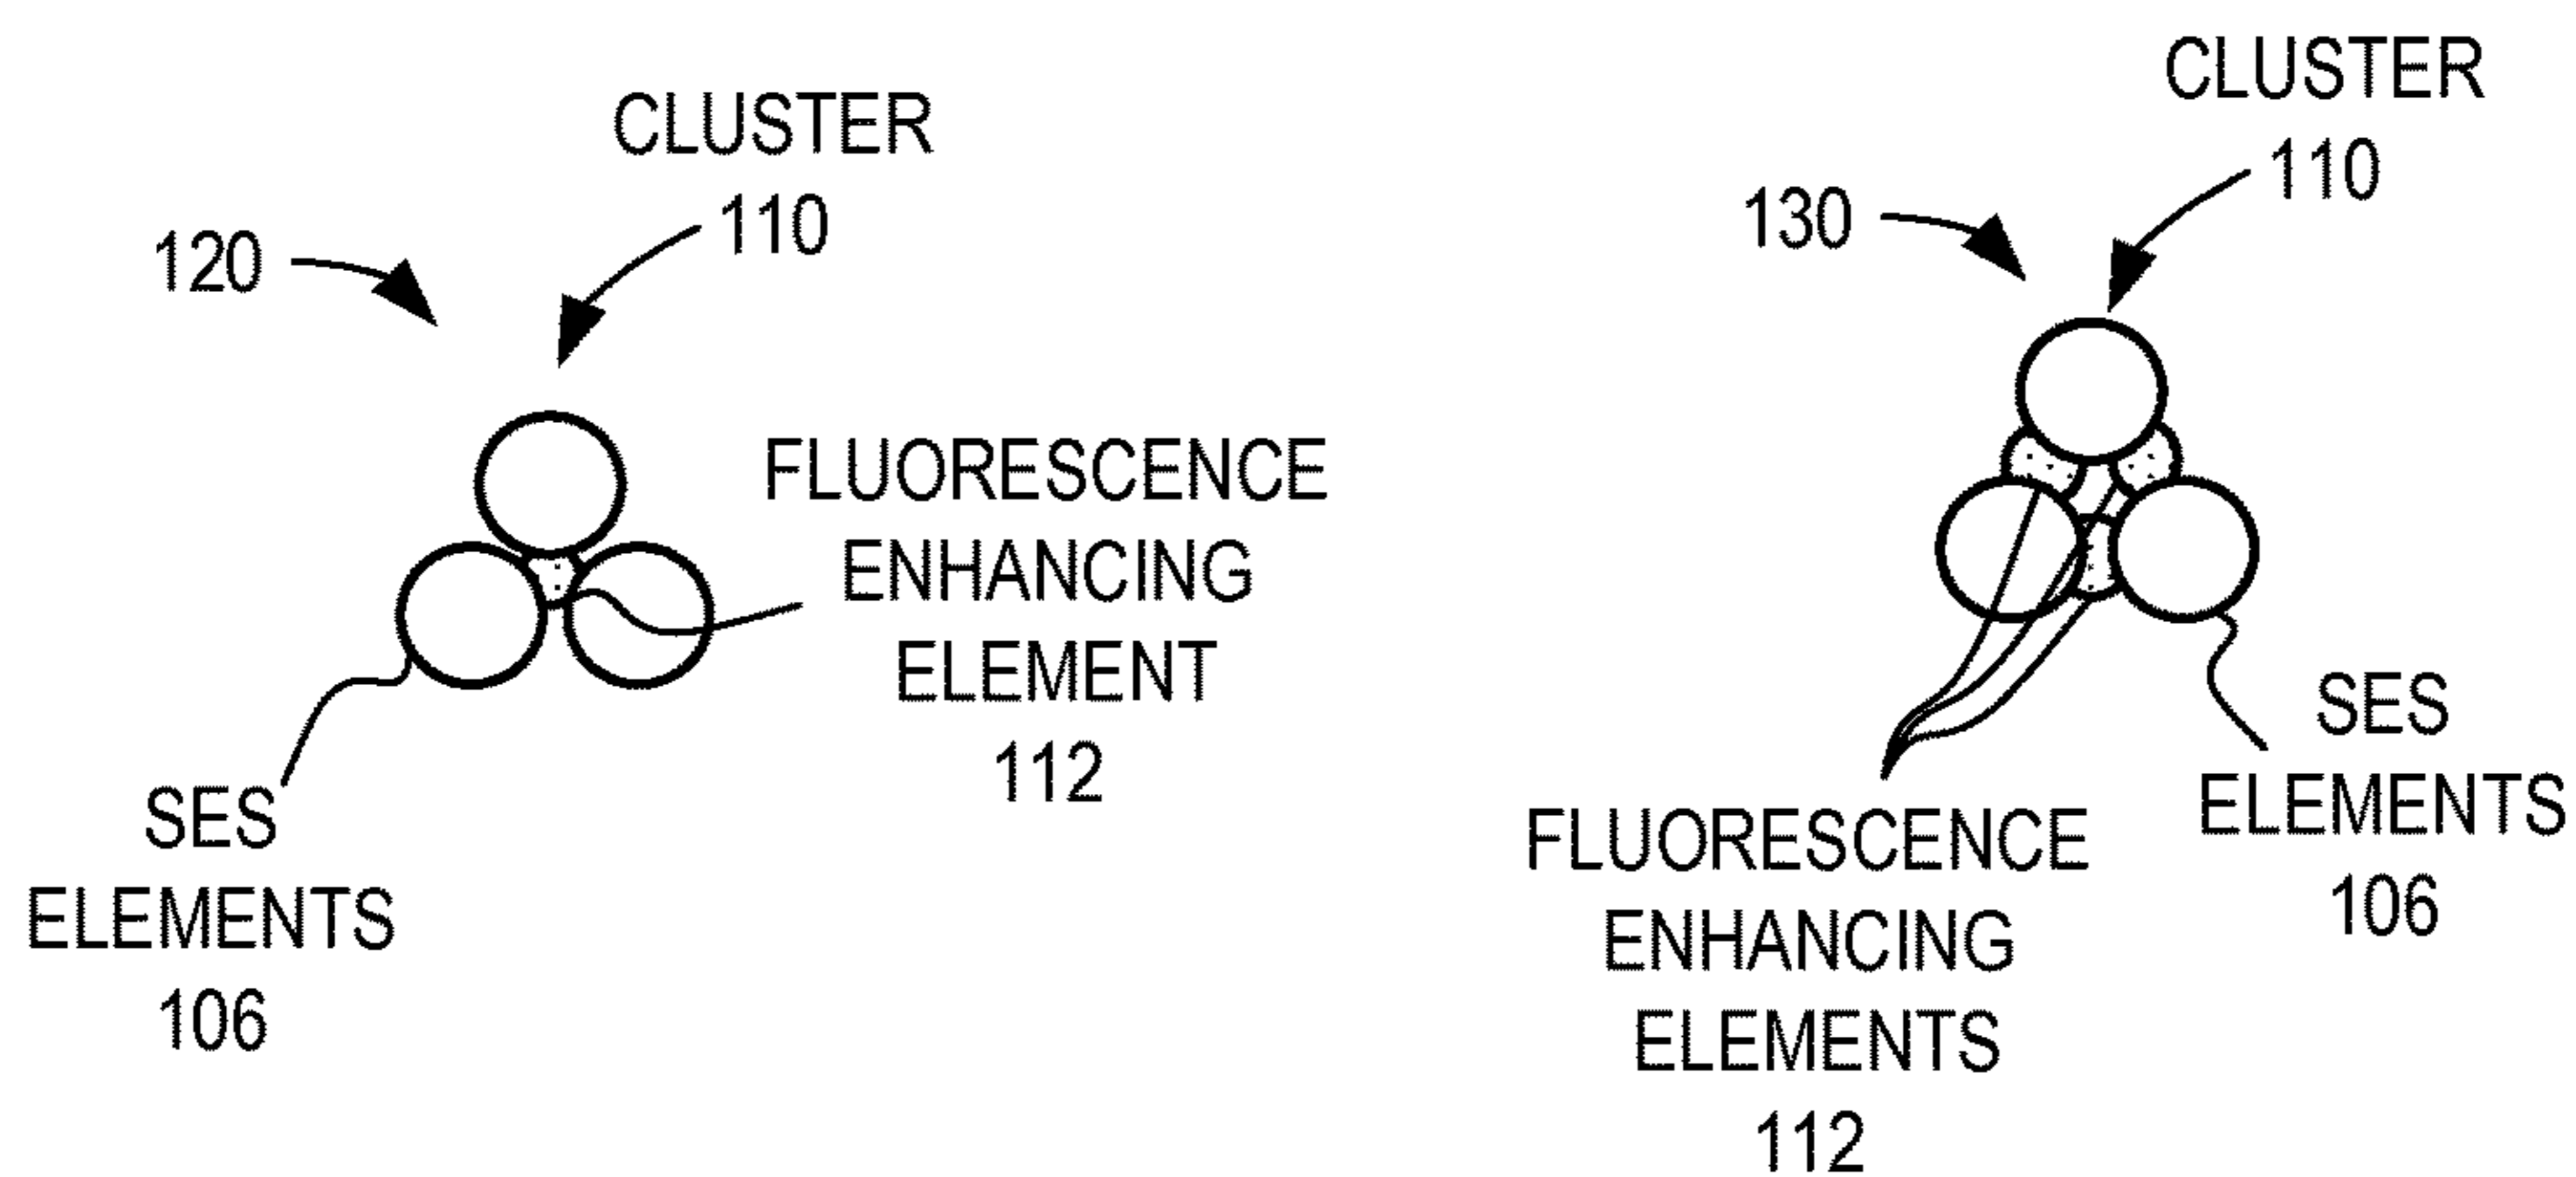 CLUSTER
110
120
FLUORESCENCE
ENHANCING
ELEMENT
112
SES
ELEMENTS
106
CLUSTER
110
130
SES
ELEMENTS
106
FLUORESCENCE
ENHANCING
ELEMENTS
112